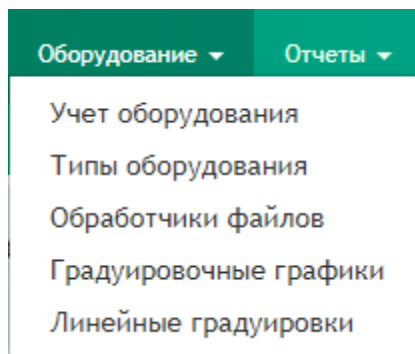 Оборудование Отчеты
Учет оборудования
Типы оборудования
Обработчики файлов
Градуировочные графики
Линейные градуировки